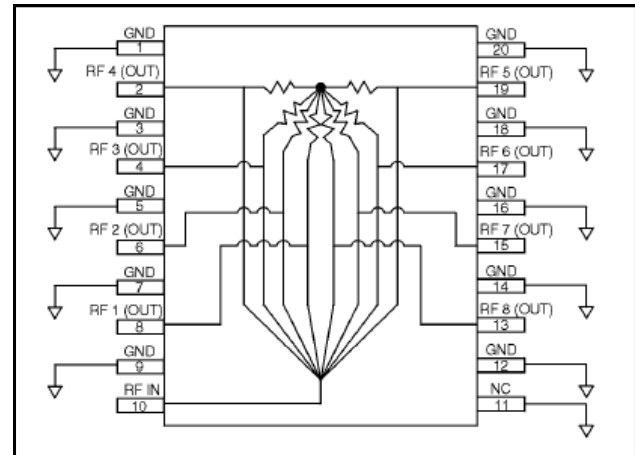 GND
1
RF 4 (OUT)
2
GND
3
RF 3 (OUT)
4
GND
5
RF 2 (OUT)
6
GND
7
RF 1 (OUT)
8
GND
9
RF IN
10
GND
20
RF 5 (OUT)
19
GND
18
RF 6 (OUT)
17
GND
16
RF 7 (OUT)
15
GND
14
RF 8 (OUT)
13
GND
12
NC
11